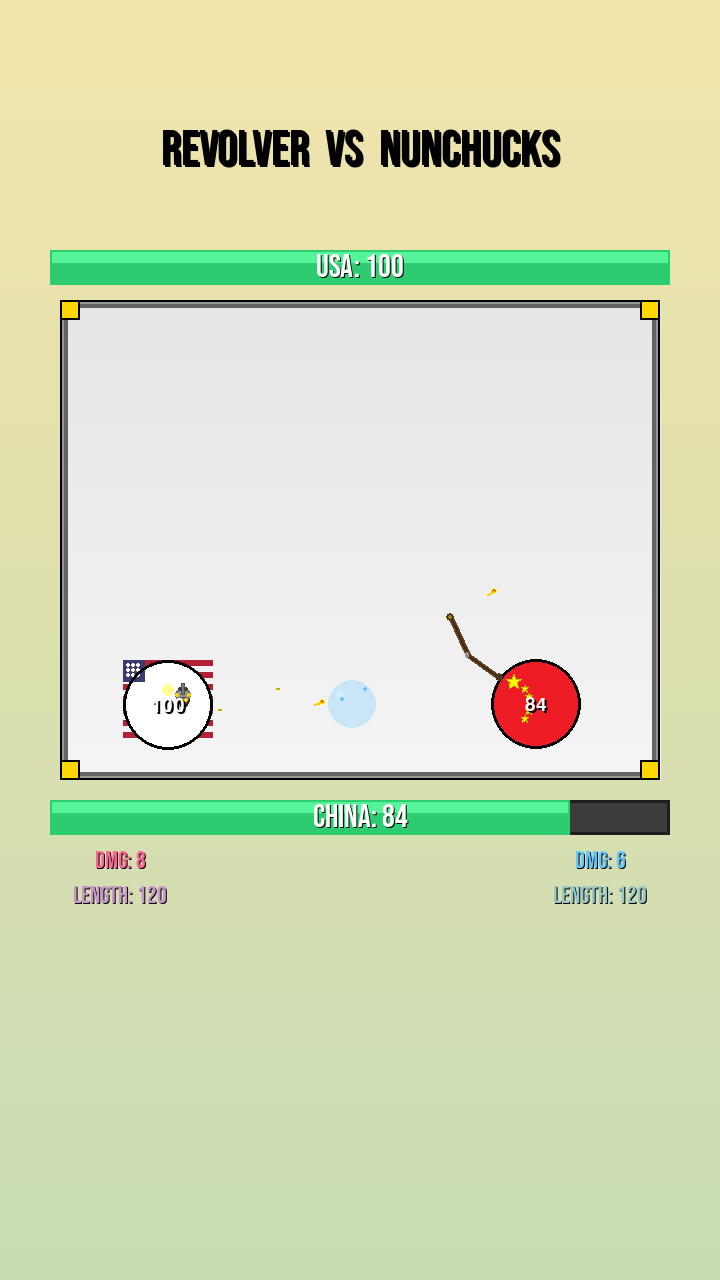 REVOLVER VS NUNCHUCKS
USA: 100
100
84
CHINA: 84
DMG: 8
DMG: 6
LENGTH: 120
LENGTH: 120